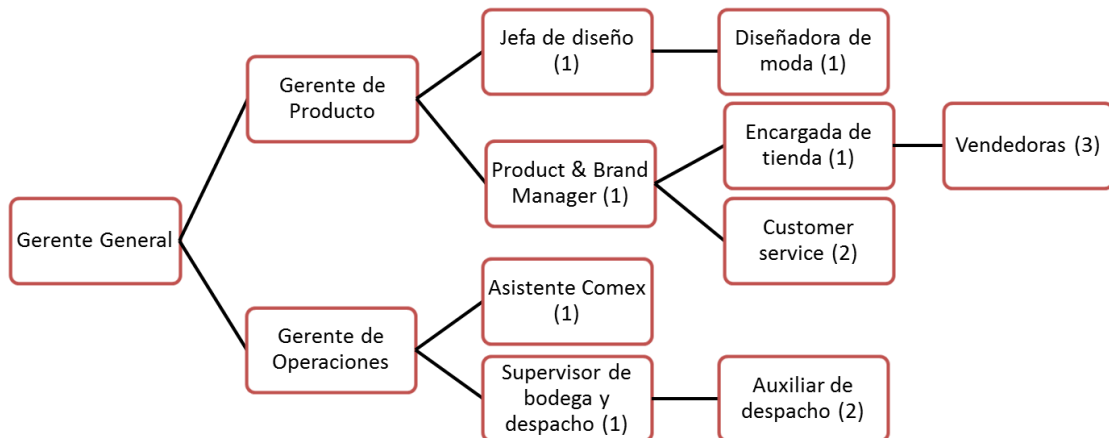 Jefa de diseño
(1)
Diseñadora de
moda (1)
Gerente de
Producto
Encargada de
tienda (1)
Vendedoras (3)
Product & Brand
Manager (1)
Customer
service (2)
Gerente General
Asistente Comex
(1)
Gerente de
Operaciones
Supervisor de
bodega y
despacho (1)
Auxiliar de
despacho (2)